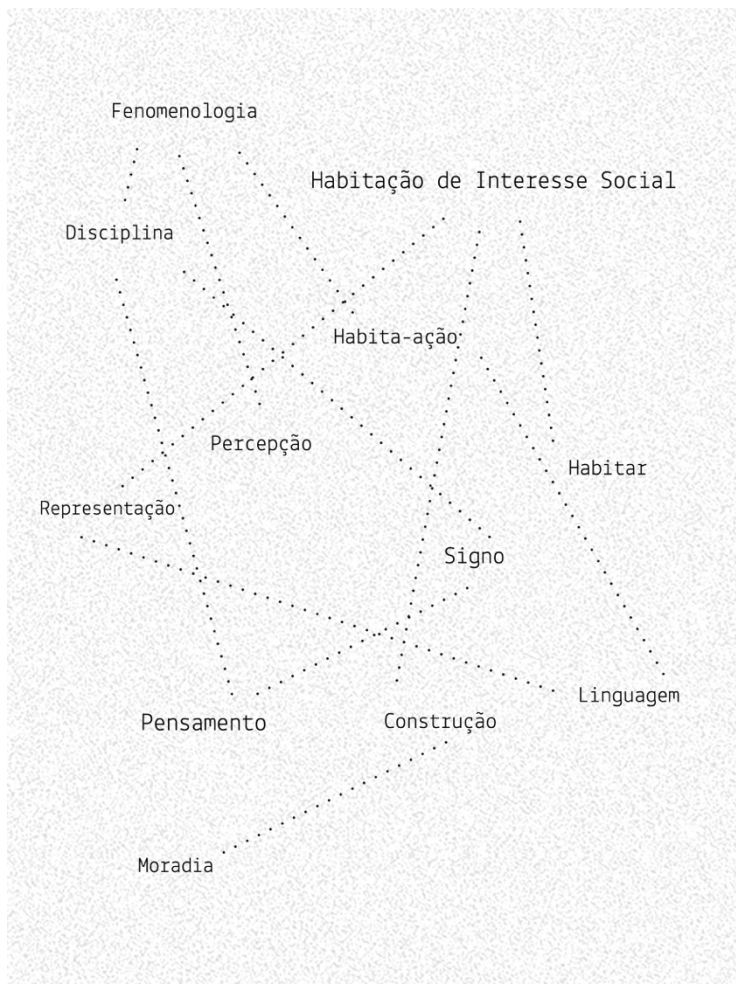 Fenomenologia
Habitação de Interesse Social
Disciplina
Habita-ação
Percepção
Habitar
Representação
Signo
Linguagem
Pensamento
Construção
Moradia